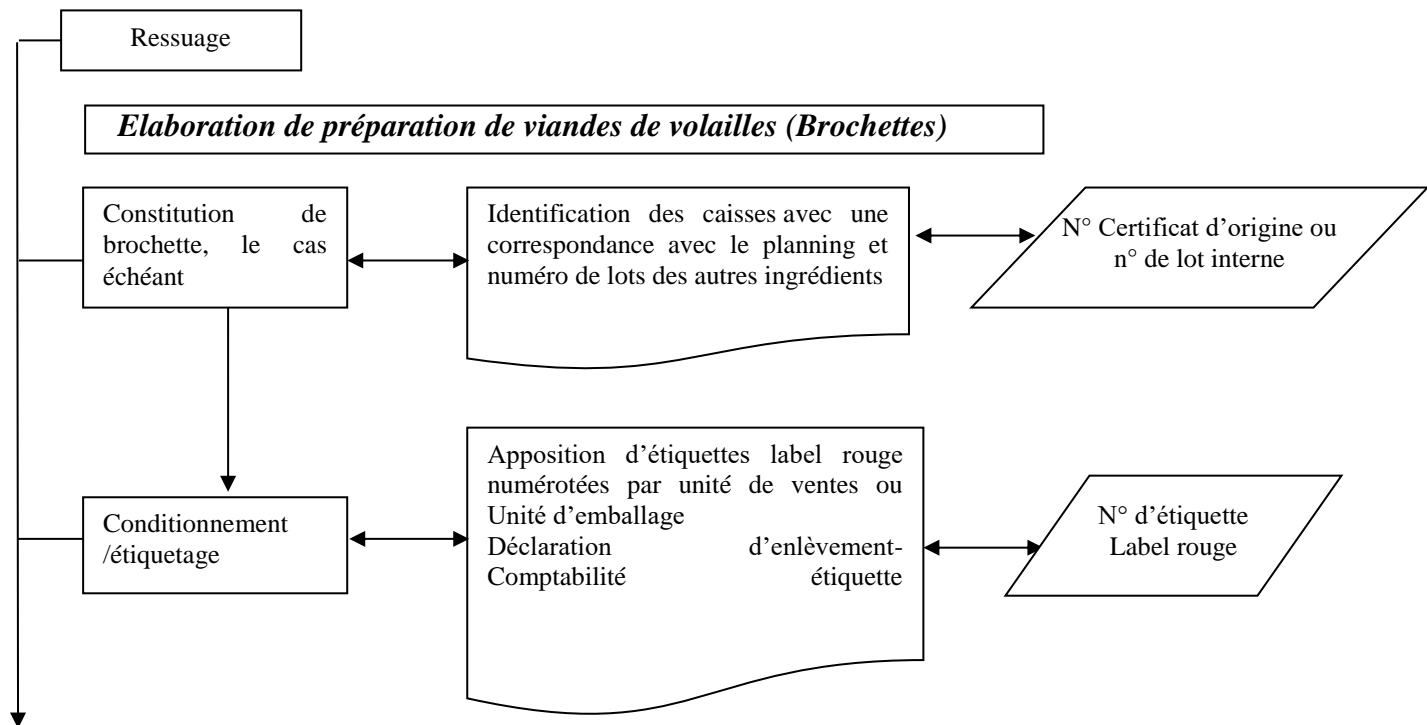 Ressuage
Elaboration de préparation de viandes de volailles (Brochettes)
Constitution de
brochette, le cas
échéant
Identification des caisses avec une
correspondance avec le planning et
numéro de lots des autres ingrédients
N° Certificat d'origine ou
n° de lot interne
Conditionnement
/étiquetage
Apposition d'étiquettes label rouge
numérotées par unité de ventes ou
Unité d'emballage
Déclaration d'enlèvement-
Comptabilité étiquette
N° d'étiquette
Label rouge